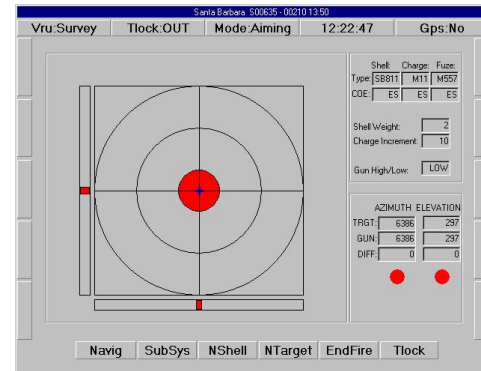 Santa Barbara S00635 - 00210 13:50
Vru:Survey Tlock:OUT Mode:Aiming 12:22:47 Gps:No
Shell: Charge: Fuze:
Type: SB811 M11 M557
COE: ES ES ES
Shell Weight: 2
Charge Increment: 10
Gun High/Low: LOW
AZIMUTH ELEVATION
TRGT: 6386 297
GUN: 6386 297
DIFF: 0 0
Navig SubSys NShell NTarget EndFire Tlock